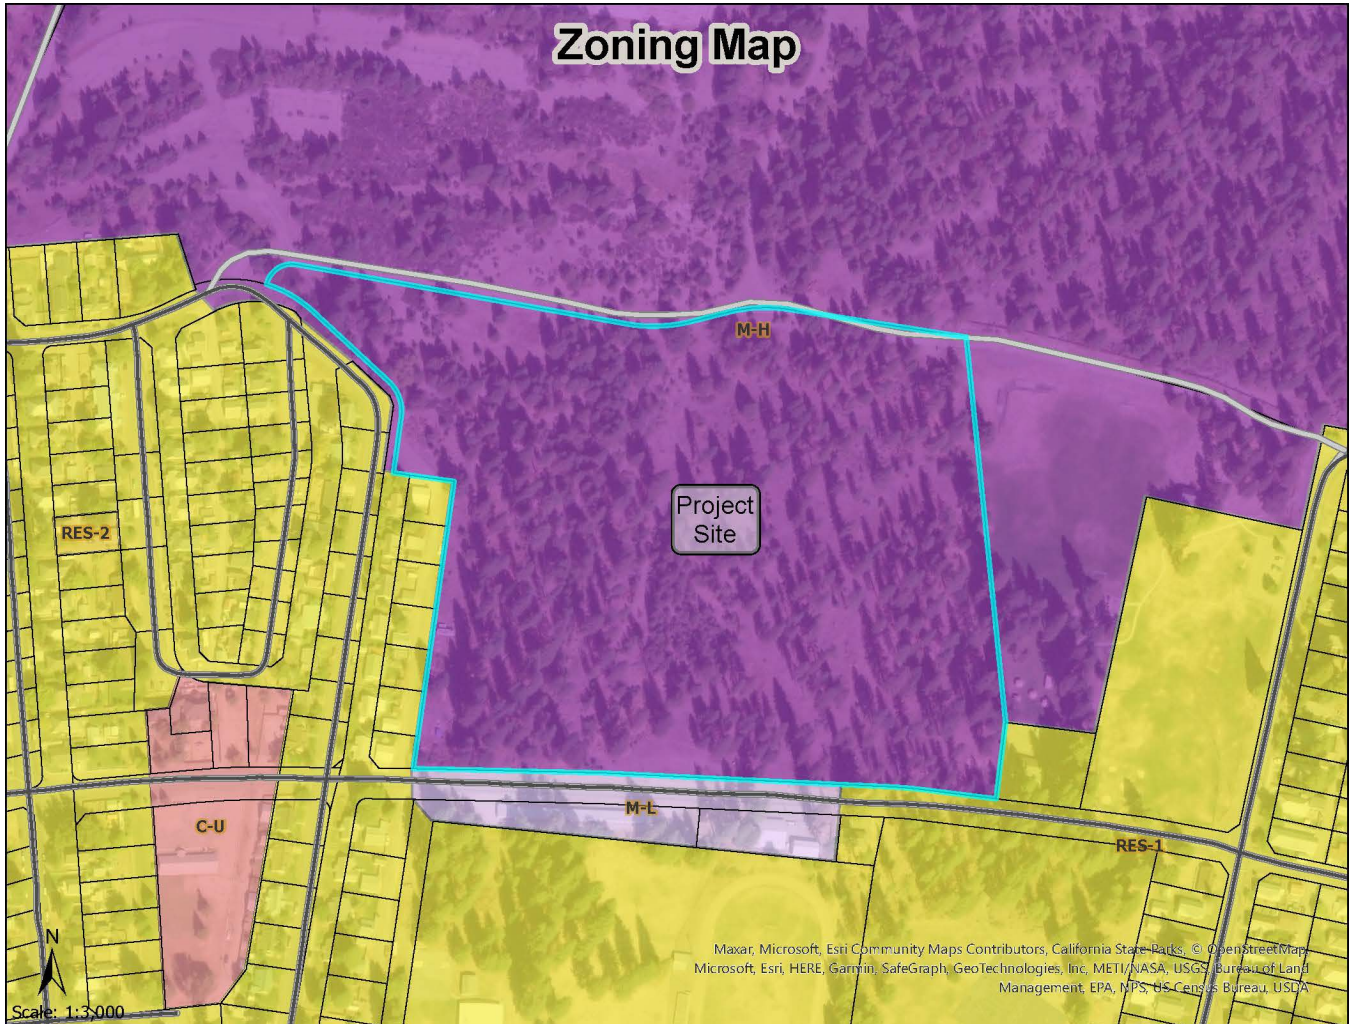 Zoning Map
M-H
Project
Site
RES-2
M-L
C-U
RES-1
N
Maxar, Microsoft, Esri Community Maps Contributors, California State Parks, © OpenStreetMap,
Microsoft, Esri, HERE, Garmin, SafeGraph, GeoTechnologies, Inc, METI/NASA, USGS, Bureau of Land
Management, EPA, NPS, US Census Bureau, USDA
Scale: 1:3,000